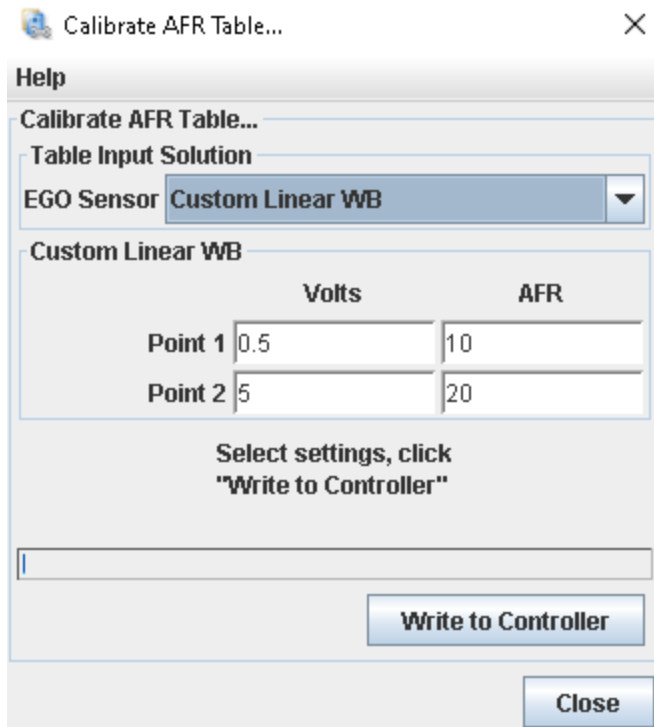 Calibrate AFR Table...
Help
Calibrate AFR Table...
Table Input Solution
EGO Sensor Custom Linear WB
Custom Linear WB
Volts AFR
Point 1 0.5 10
Point 2 5 20
Select settings, click
"Write to Controller"
Write to Controller
Close